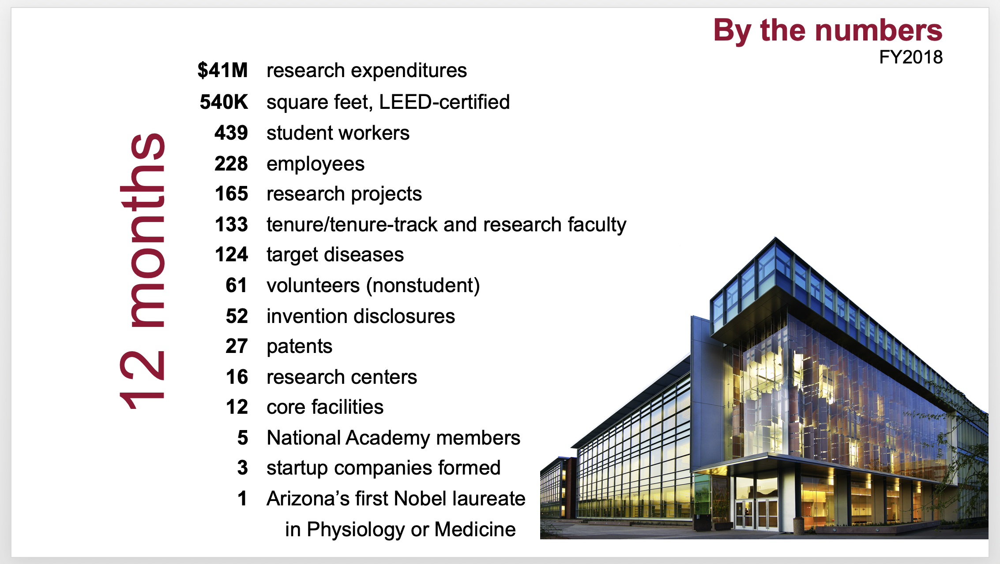 By the numbers
FY2018
12 months
$41M research expenditures
540K square feet, LEED-certified
439 student workers
228 employees
165 research projects
133 tenure/tenure-track and research faculty
124 target diseases
61 volunteers (nonstudent)
52 invention disclosures
27 patents
16 research centers
12 core facilities
5 National Academy members
3 startup companies formed
1 Arizona’s first Nobel laureate
in Physiology or Medicine